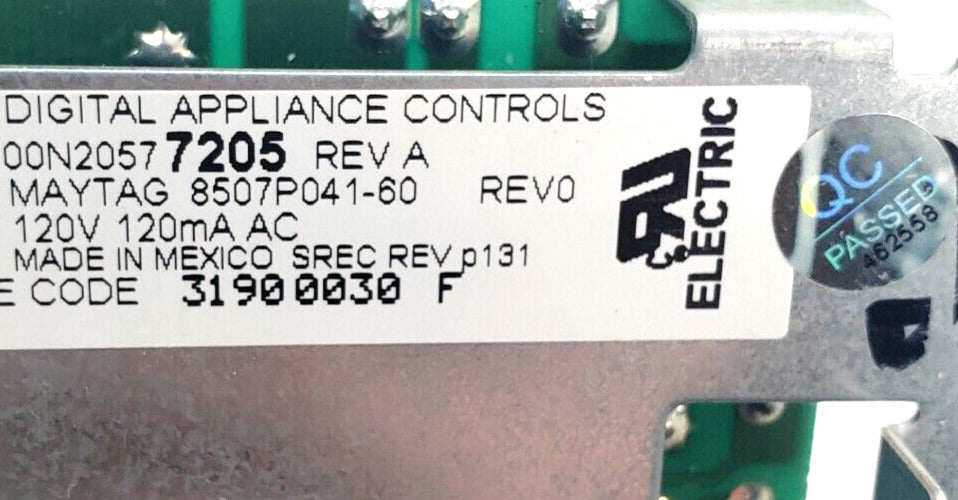 DIGITAL APPLIANCE CONTROLS
00N2057 7205 REV A
MAYTAG 8507P041-60 REV0
120V 120mA AC
MADE IN MEXICO SREC REV p131
E CODE 31900030 F
ELECTRIC
QC
PASSED
462558